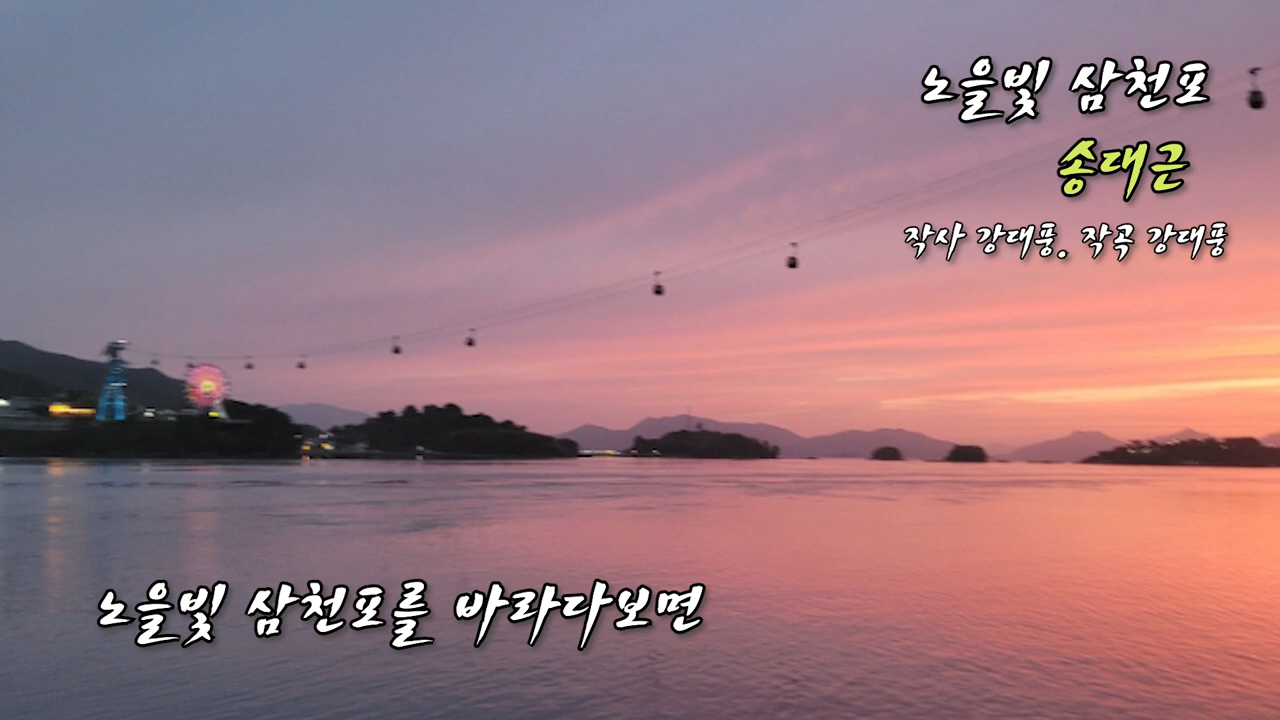 노을빛 삼천포
송대근
작사 강대풍. 작곡 강대풍
노을빛 삼천포를 바라다보면